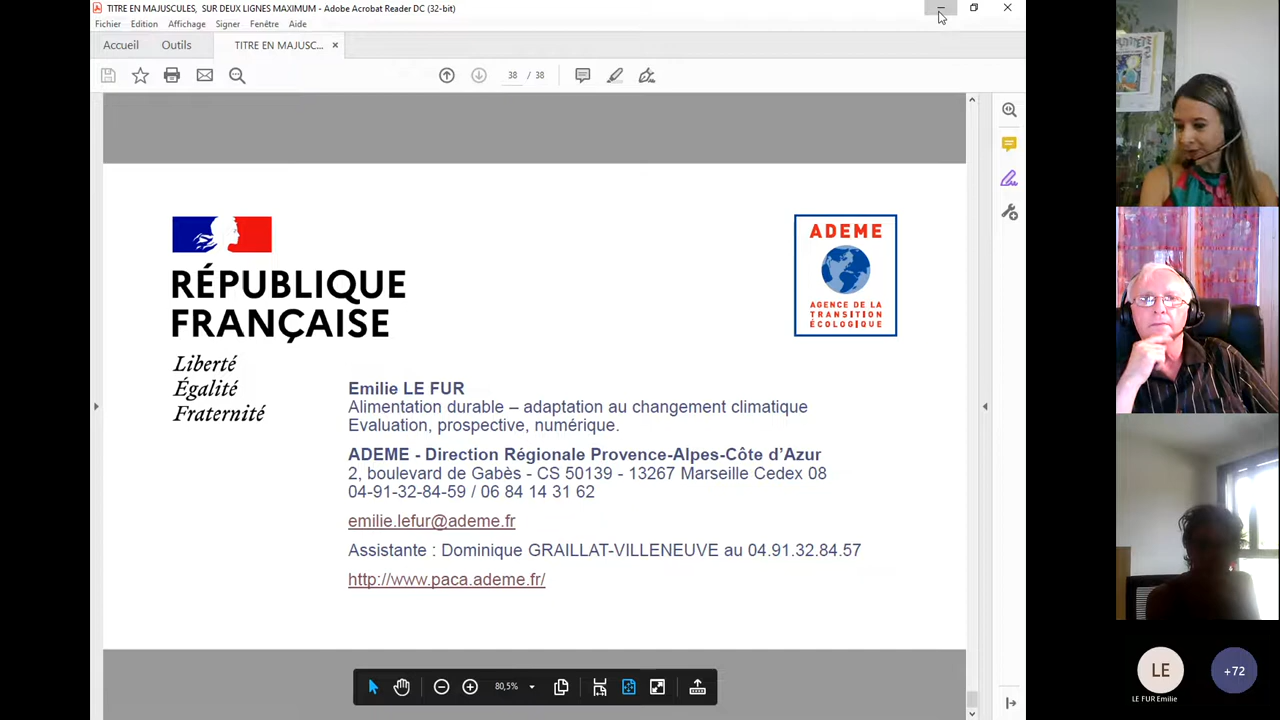 TITRE EN MAJUSCULES, SUR DEUX LIGNES MAXIMUM - Adobe Acrobat Reader DC (32-bit)
Fichier Edition Affichage Signer Fenêtre Aide
Accueil Outils TITRE EN MAJUSC... ×
38 / 38
RÉPUBLIQUE
FRANÇAISE
Liberté
Égalité
Fraternité
ADEME
AGENCE DE LA
TRANSITION
ÉCOLOGIQUE
Emilie LE FUR
Alimentation durable – adaptation au changement climatique
Evaluation, prospective, numérique.
ADEME - Direction Régionale Provence-Alpes-Côte d'Azur
2, boulevard de Gabès - CS 50139 - 13267 Marseille Cedex 08
04-91-32-84-59 / 06 84 14 31 62
emilie.lefur@ademe.fr
Assistante : Dominique GRAILLAT-VILLENEUVE au 04.91.32.84.57
http://www.paca.ademe.fr/
80,5%
LE
+72
LE FUR Emilie